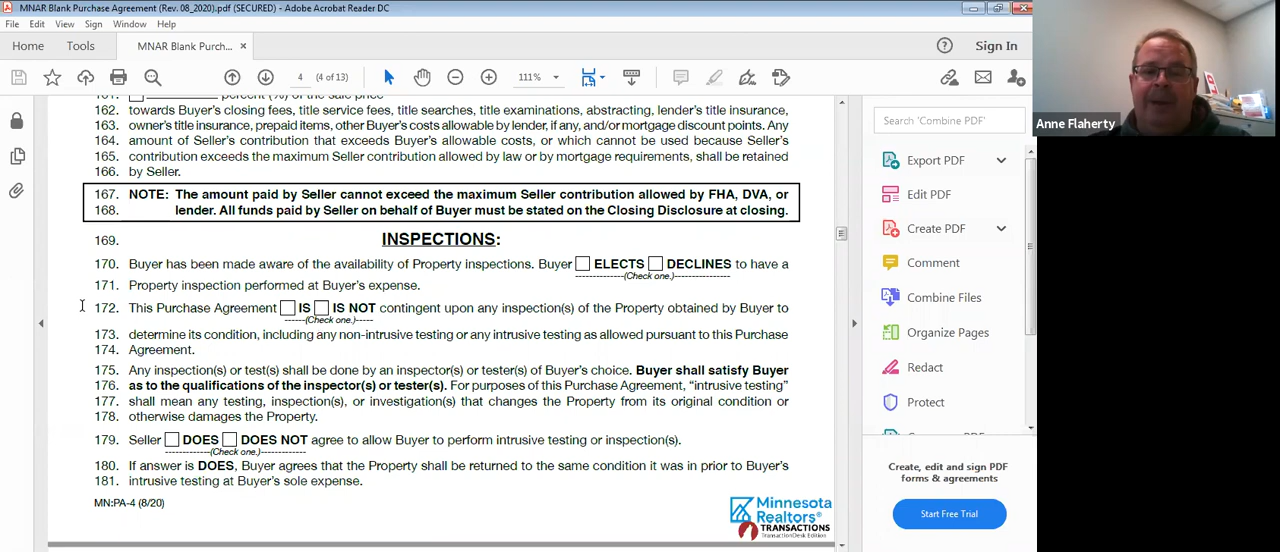 MNAR Blank Purchase Agreement (Rev. 08_2020).pdf (SECURED) - Adobe Acrobat Reader DC
File Edit View Sign Window Help
Home Tools MNAR Blank Purch... × Sign In
4 (4 of 13) 111%
161. percent (%) of the sale price
162. towards Buyer's closing fees, title service fees, title searches, title examinations, abstracting, lender's title insurance,
163. owner's title insurance, prepaid items, other Buyer's costs allowable by lender, if any, and/or mortgage discount points. Any
164. amount of Seller's contribution that exceeds Buyer's allowable costs, or which cannot be used because Seller's
165. contribution exceeds the maximum Seller contribution allowed by law or by mortgage requirements, shall be retained
166. by Seller.
167. NOTE: The amount paid by Seller cannot exceed the maximum Seller contribution allowed by FHA, DVA, or
168. lender. All funds paid by Seller on behalf of Buyer must be stated on the Closing Disclosure at closing.
169. INSPECTIONS:
170. Buyer has been made aware of the availability of Property inspections. Buyer ELECTS DECLINES to have a
(Check one.)
171. Property inspection performed at Buyer's expense.
172. This Purchase Agreement IS IS NOT contingent upon any inspection(s) of the Property obtained by Buyer to
(Check one.)
173. determine its condition, including any non-intrusive testing or any intrusive testing as allowed pursuant to this Purchase
174. Agreement.
175. Any inspection(s) or test(s) shall be done by an inspector(s) or tester(s) of Buyer's choice. Buyer shall satisfy Buyer
176. as to the qualifications of the inspector(s) or tester(s). For purposes of this Purchase Agreement, "intrusive testing"
177. shall mean any testing, inspection(s), or investigation(s) that changes the Property from its original condition or
178. otherwise damages the Property.
179. Seller DOES DOES NOT agree to allow Buyer to perform intrusive testing or inspection(s).
(Check one.)
180. If answer is DOES, Buyer agrees that the Property shall be returned to the same condition it was in prior to Buyer's
181. intrusive testing at Buyer's sole expense.
MN:PA-4 (8/20)
Minnesota
Realtors®
TRANSACTIONS
TransactionDesk Edition
Search 'Combine PDF'
Export PDF
Edit PDF
Create PDF
Comment
Combine Files
Organize Pages
Redact
Protect
Create, edit and sign PDF
forms & agreements
Start Free Trial
Anne Flaherty